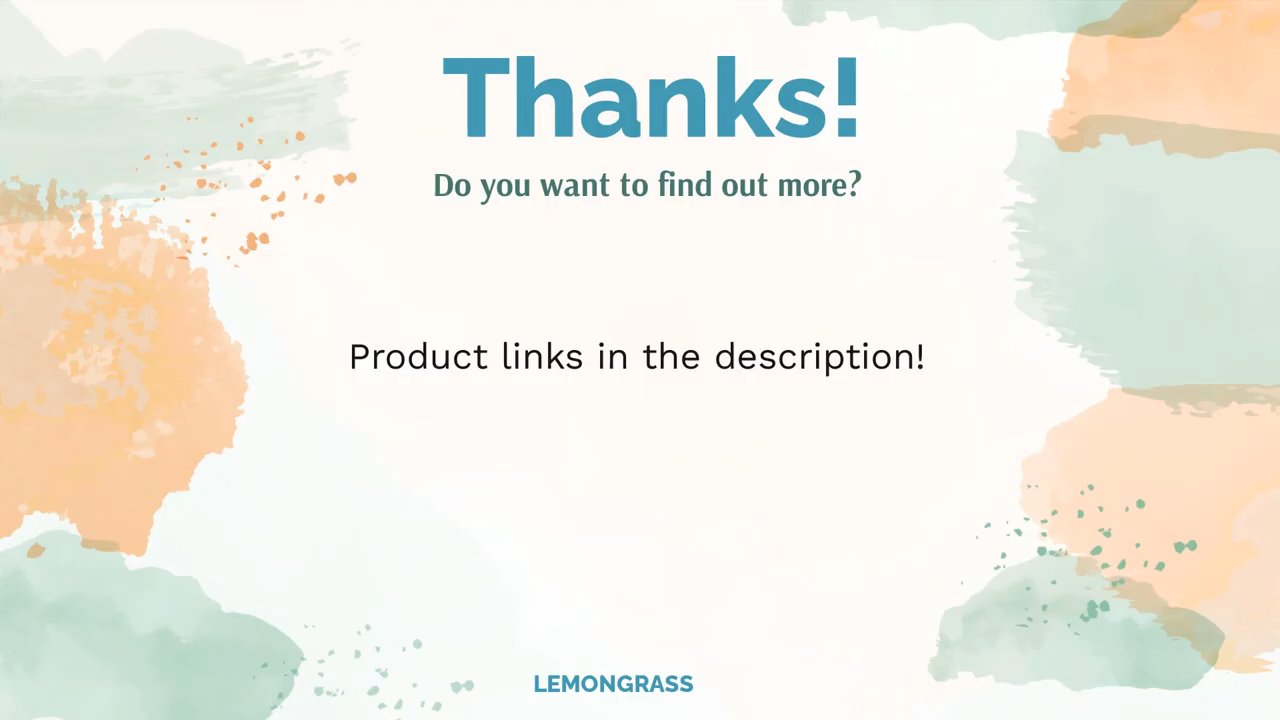 Thanks!
Do you want to find out more?
Product links in the description!
LEMONGRASS